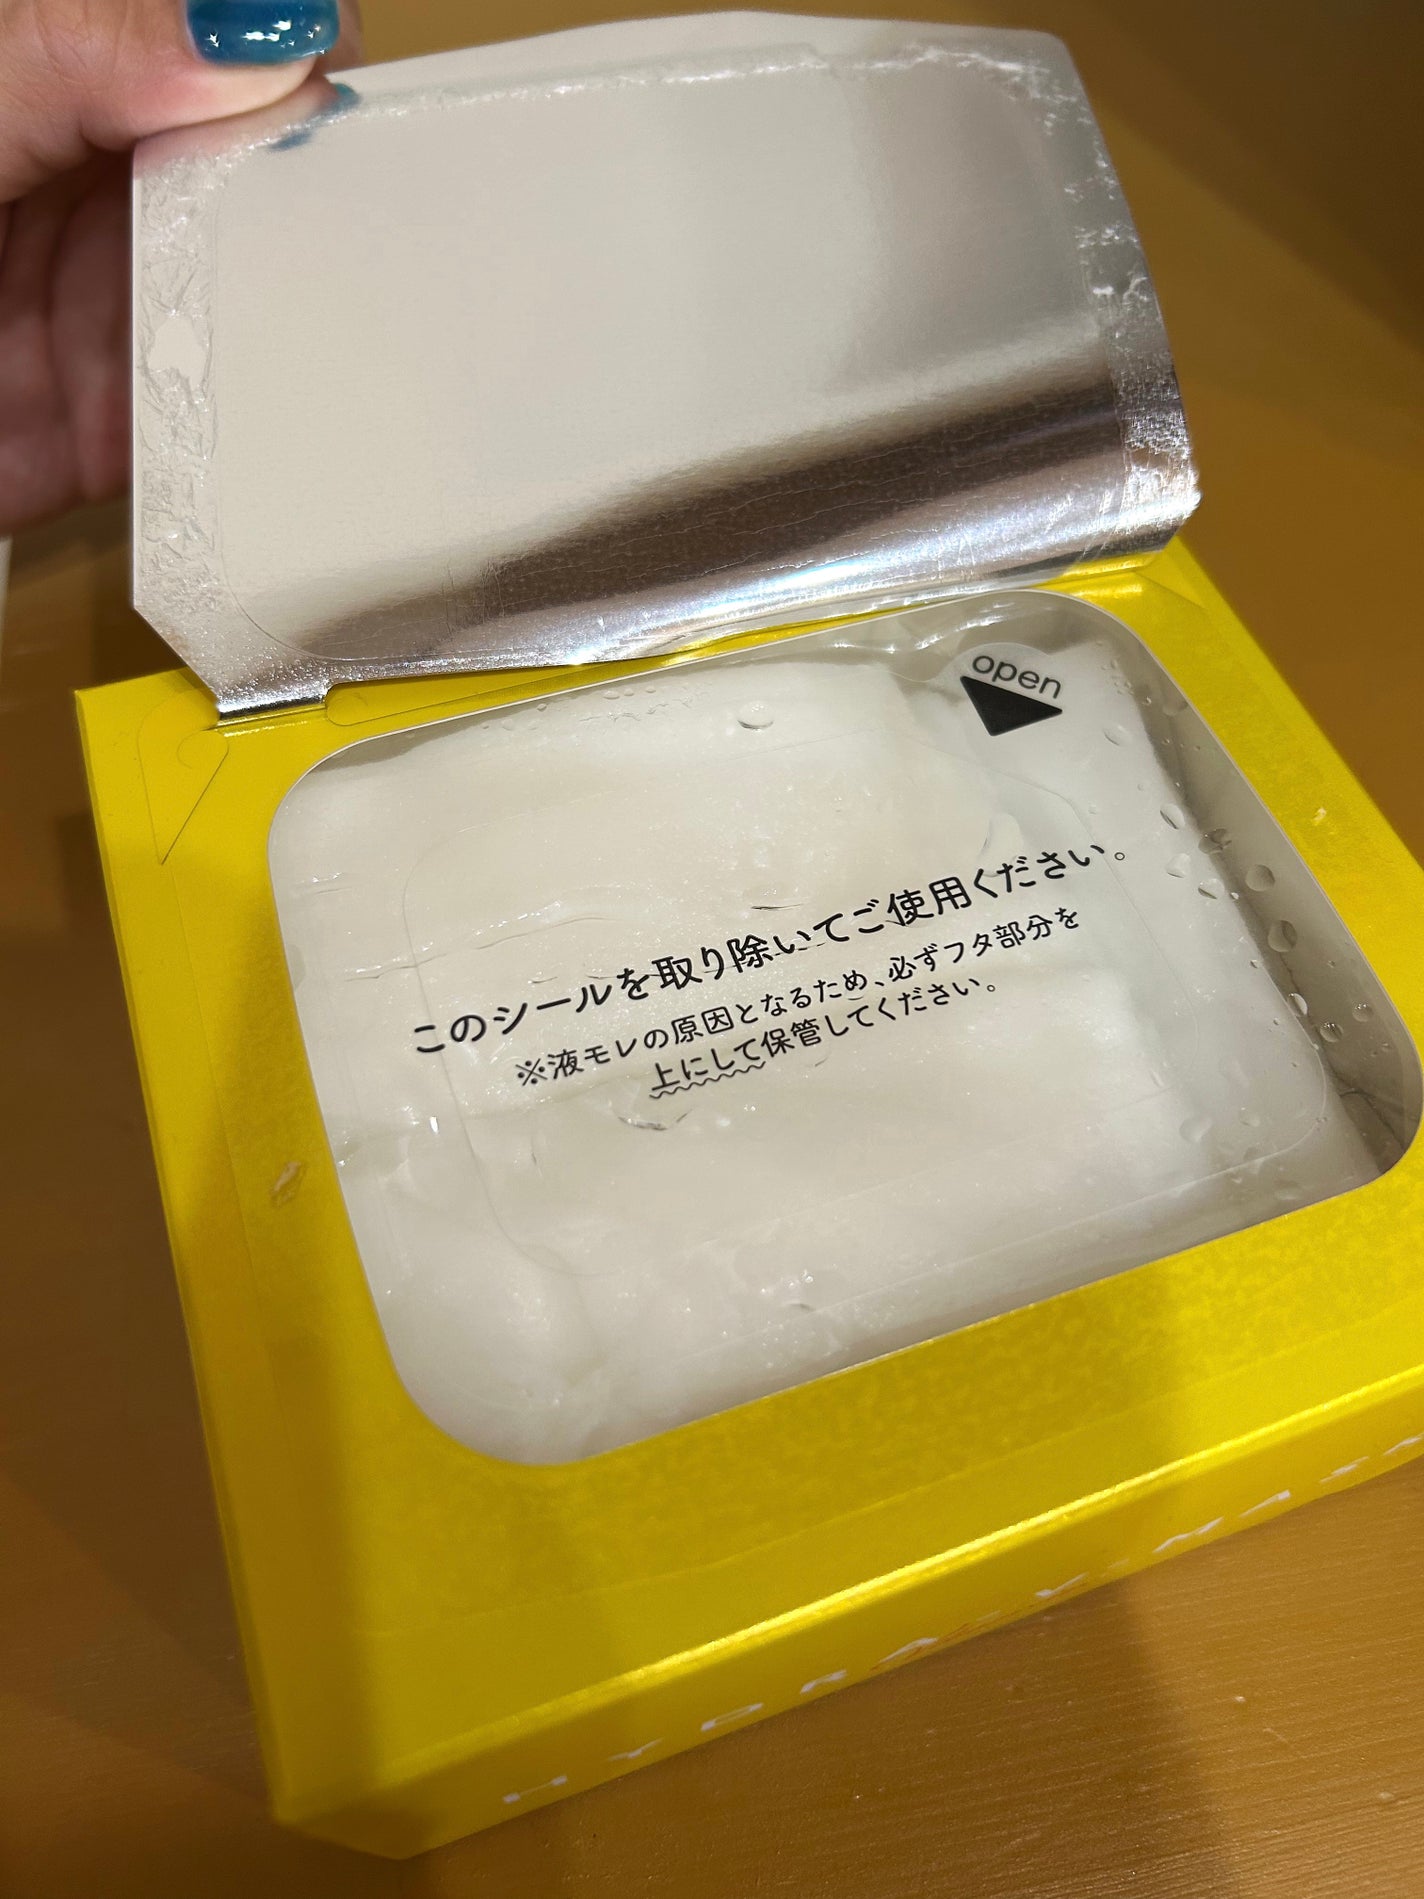 open
このシールを取り除いてご使用ください。
※液モレの原因となるため、必ずフタ部分を
上にして保管してください。